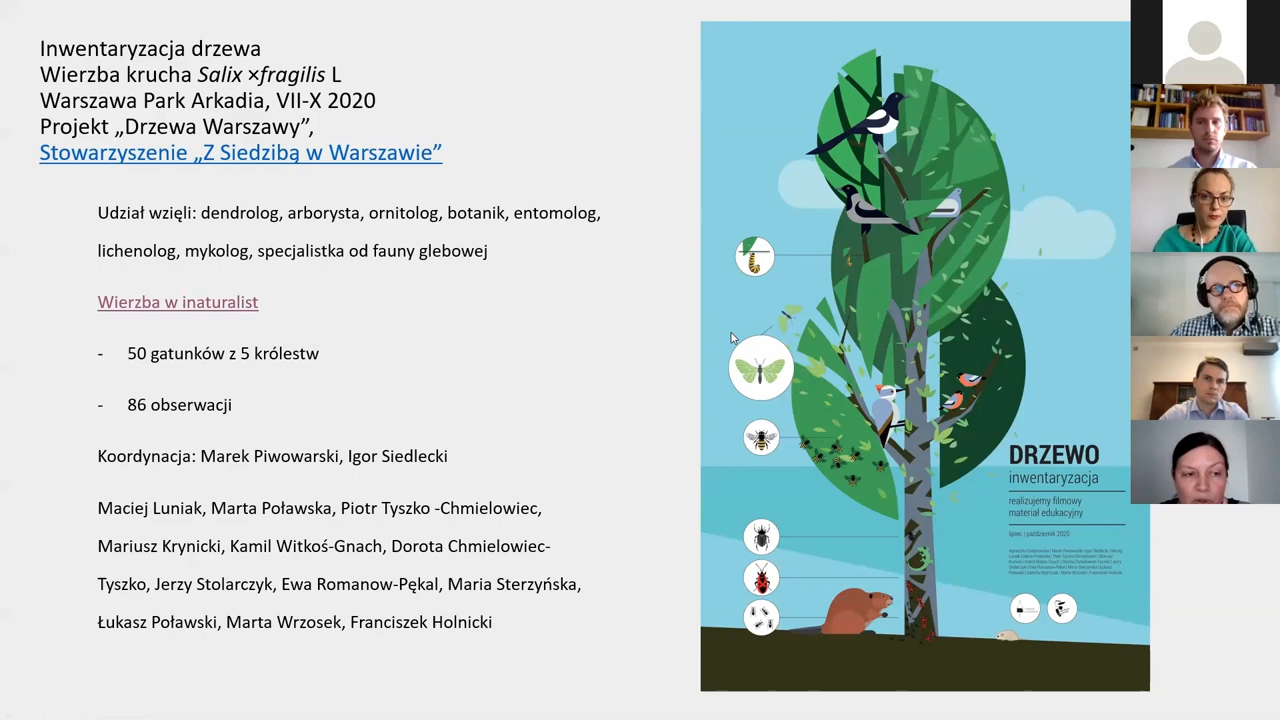 Inwentaryzacja drzewa
Wierzba krucha Salix ×fragilis L
Warszawa Park Arkadia, VII-X 2020
Projekt „Drzewa Warszawy”,
Stowarzyszenie „Z Siedzibą w Warszawie”
Udział wzięli: dendrolog, arborysta, ornitolog, botanik, entomolog,
lichenolog, mykolog, specjalistka od fauny glebowej
Wierzba w inaturalist
- 50 gatunków z 5 królestw
- 86 obserwacji
Koordynacja: Marek Piwowarski, Igor Siedlecki
Maciej Luniak, Marta Poławska, Piotr Tyszko -Chmielowiec,
Mariusz Krynicki, Kamil Witkoś-Gnach, Dorota Chmielowiec-
Tyszko, Jerzy Stolarczyk, Ewa Romanow-Pękal, Maria Sterzyńska,
Łukasz Poławski, Marta Wrzosek, Franciszek Holnicki
DRZEWO
inwentaryzacja
realizujemy filmowy
materiał edukacyjny
lipiec | październik 2020